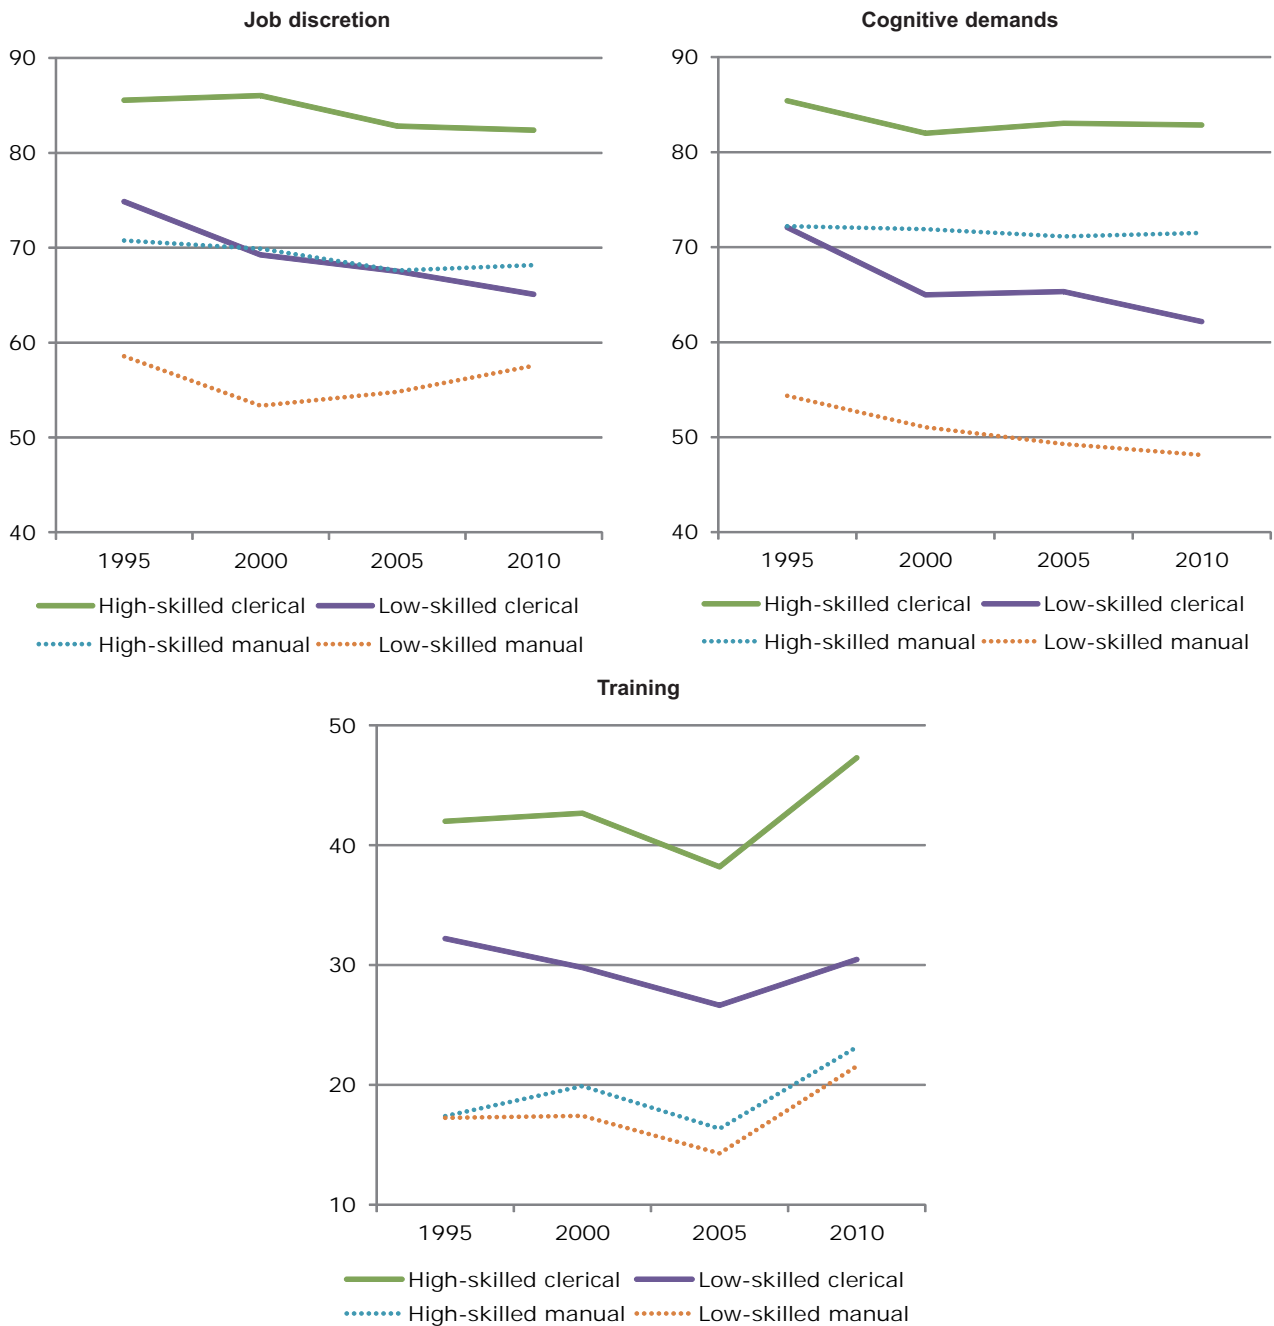 Job discretion
90
80
70
60
50
40
1995 2000 2005 2010
High-skilled clerical Low-skilled clerical
High-skilled manual Low-skilled manual
Cognitive demands
90
80
70
60
50
40
1995 2000 2005 2010
High-skilled clerical Low-skilled clerical
High-skilled manual Low-skilled manual
Training
50
40
30
20
10
1995 2000 2005 2010
High-skilled clerical Low-skilled clerical
High-skilled manual Low-skilled manual